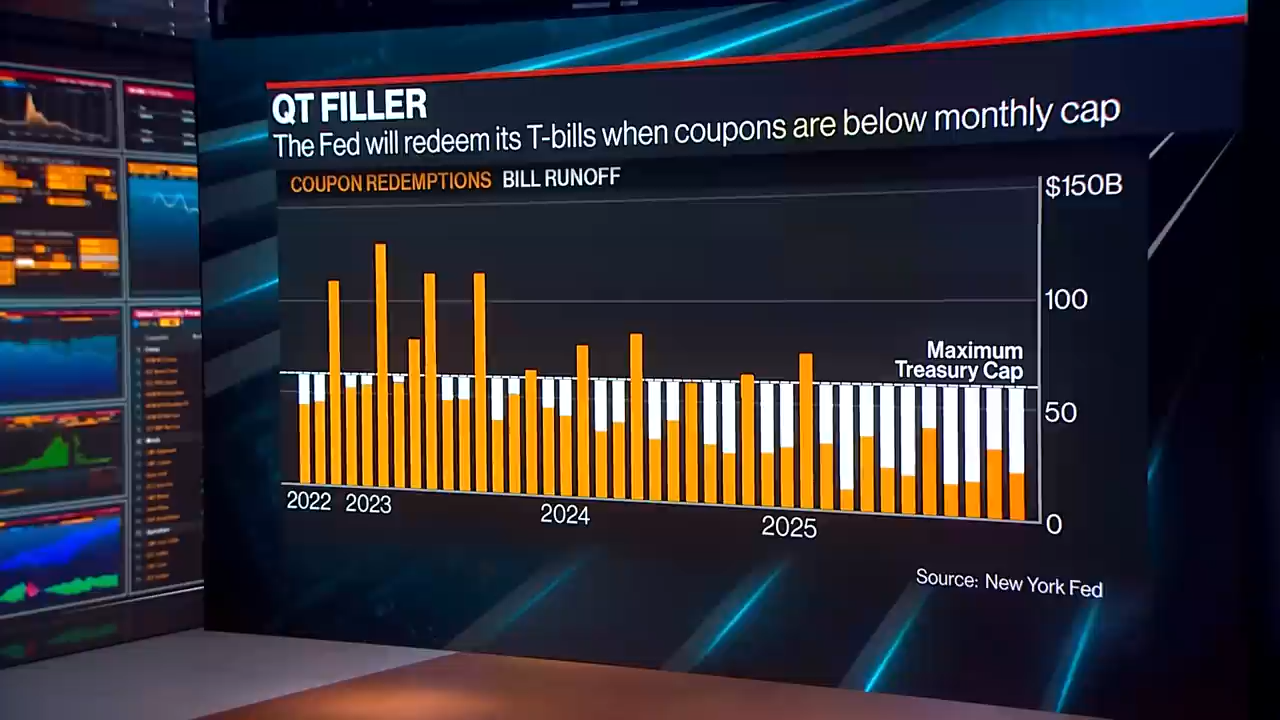 QT FILLER
The Fed will redeem its T-bills when coupons are below monthly cap
COUPON REDEMPTIONS BILL RUNOFF
$150B
100
Maximum
Treasury Cap
50
0
2022 2023 2024 2025
Source: New York Fed